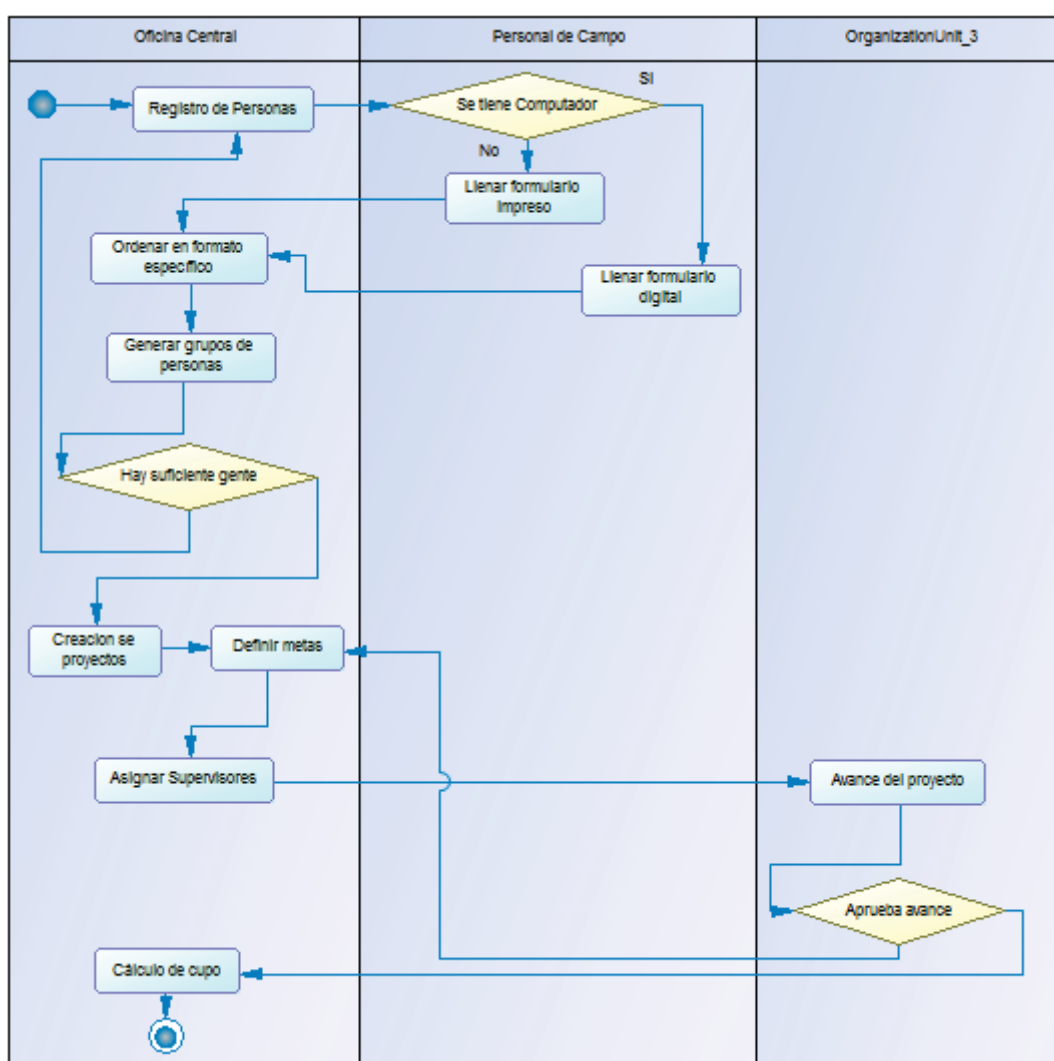 Oficina Central
Personal de Campo
OrganizationUnit_3
Registro de Personas
Se tiene Computador
SI
No
Llenar formulario
Impreso
Ordenar en formato
específico
Llenar formulario
digital
Generar grupos de
personas
Hay suficiente gente
Creacion se
proyectos
Definir metas
Asignar Supervisores
Avance del proyecto
Aprueba avance
Cálculo de cupo